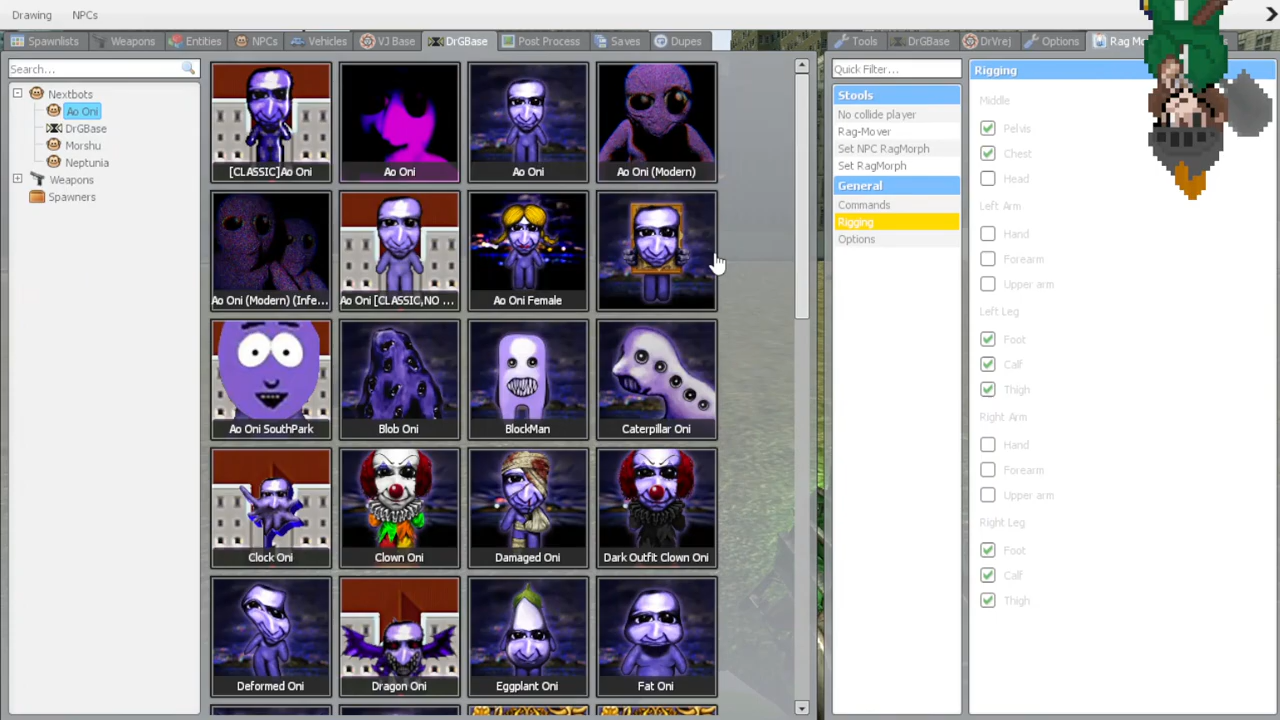 Drawing NPCs
Spawnlists Weapons Entities NPCs Vehicles VJ Base DrGBase Post Process Saves Dupes
Search...
Nextbots
Ao Oni
DrGBase
Morshu
Neptunia
Weapons
Spawners
[CLASSIC]Ao Oni Ao Oni Ao Oni Ao Oni (Modern)
Ao Oni (Modern) (Infe... Ao Oni [CLASSIC,NO ... Ao Oni Female
Ao Oni SouthPark Blob Oni BlockMan Caterpillar Oni
Clock Oni Clown Oni Damaged Oni Dark Outfit Clown Oni
Deformed Oni Dragon Oni Eggplant Oni Fat Oni
Tools DrGBase DrVrej Options Rag Mo
Quick Filter...
Stools
No collide player
Rag-Mover
Set NPC RagMorph
Set RagMorph
General
Commands
Rigging
Options
Rigging
Middle
Pelvis
Chest
Head
Left Arm
Hand
Forearm
Upper arm
Left Leg
Foot
Calf
Thigh
Right Arm
Hand
Forearm
Upper arm
Right Leg
Foot
Calf
Thigh